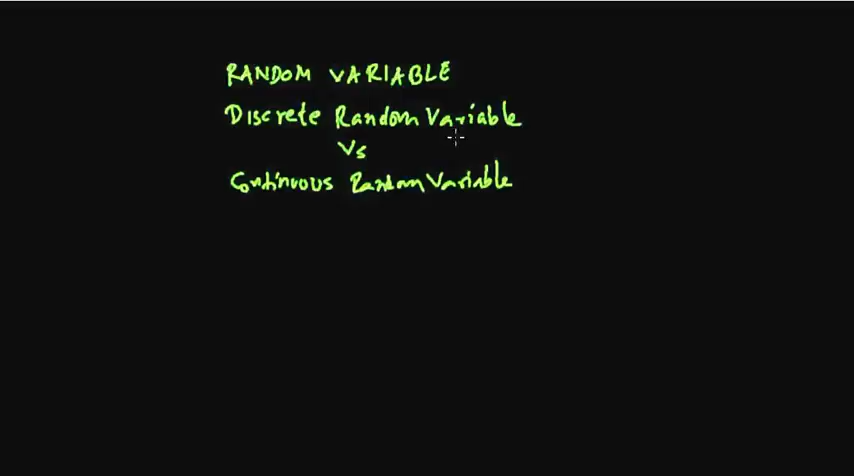 RANDOM VARIABLE
Discrete Random Variable
Vs
Continuous Random Variable